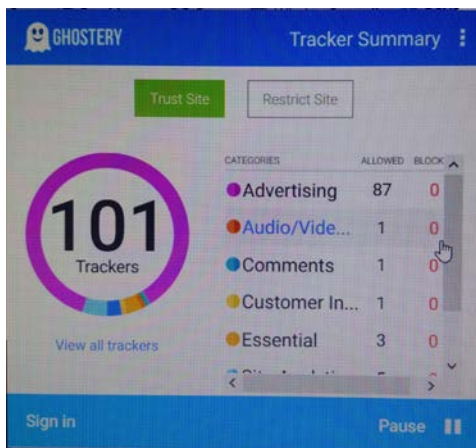 GHOSTERY
Tracker Summary
Trust Site
Restrict Site
CATEGORIES ALLOWED BLOCK
Advertising 87 0
Audio/Vide... 1 0
Comments 1 0
Customer In... 1 0
Essential 3 0
101
Trackers
View all trackers
Sign in
Pause